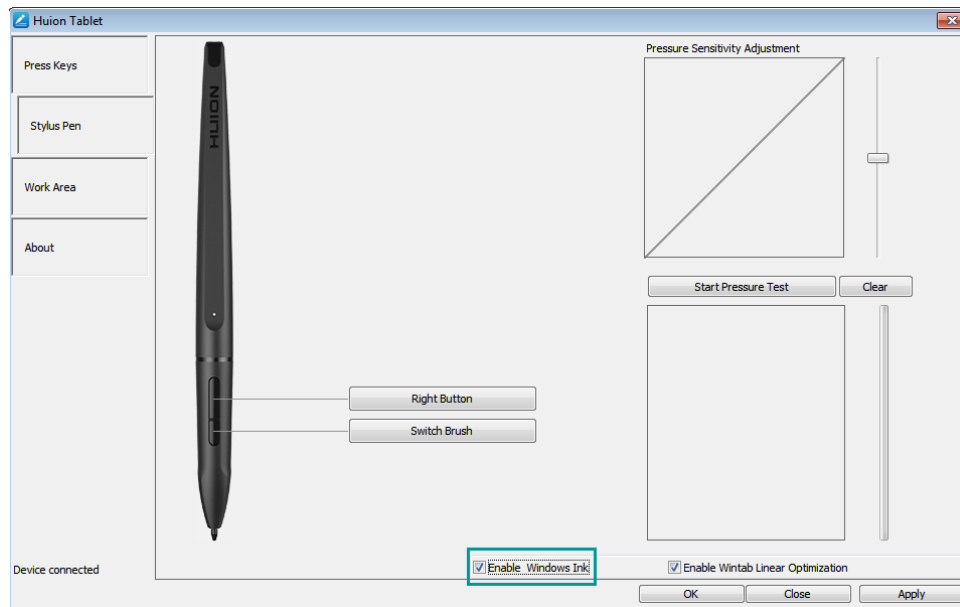 Huion Tablet
Press Keys
Stylus Pen
Work Area
About
Device connected
HUION
Right Button
Switch Brush
Pressure Sensitivity Adjustment
Start Pressure Test
Clear
Enable Windows Ink
Enable Wintab Linear Optimization
OK
Close
Apply